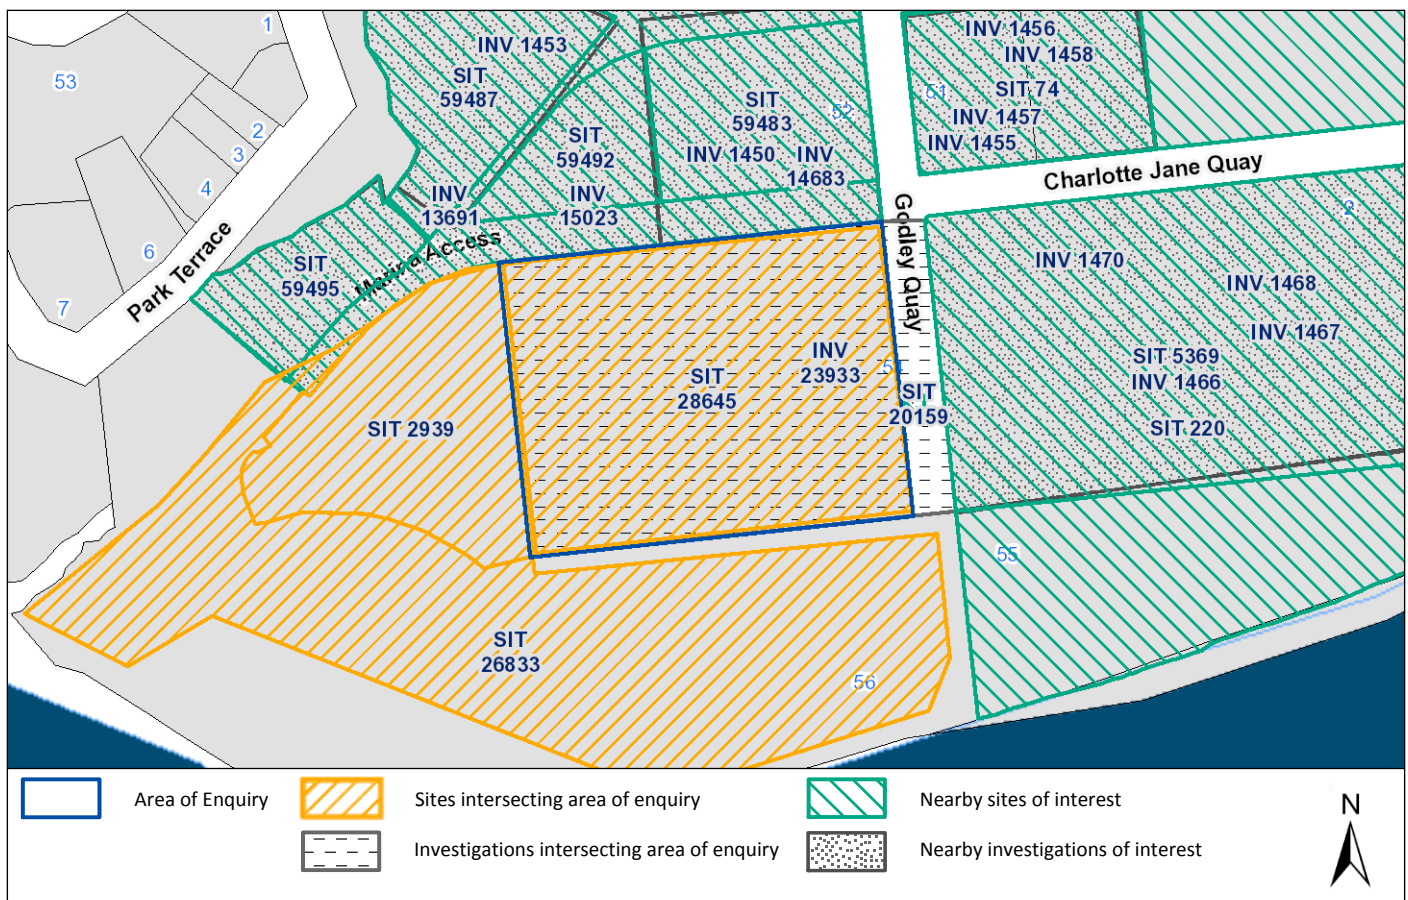 1
53
2
3
4
6
7
Park Terrace
INV 1453
SIT
59487
SIT
59492
SIT
59483
52
INV 1450
INV
14683
INV
13691
INV
15023
Marina Access
SIT
59495
INV 1456
INV 1458
51
SIT 74
INV 1457
INV 1455
Charlotte Jane Quay
Godley Quay
2
INV 1470
INV 1468
INV 1467
SIT 5369
INV 1466
SIT 220
INV
23933
SIT
28645
SIT
20159
SIT 2939
55
SIT
26833
56
Area of Enquiry
Sites intersecting area of enquiry
Nearby sites of interest
Investigations intersecting area of enquiry
Nearby investigations of interest
N